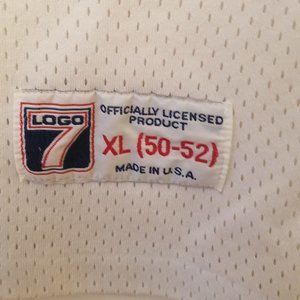 LOGO
7
OFFICIALLY LICENSED
PRODUCT
XL (50-52)
MADE IN U.S.A.